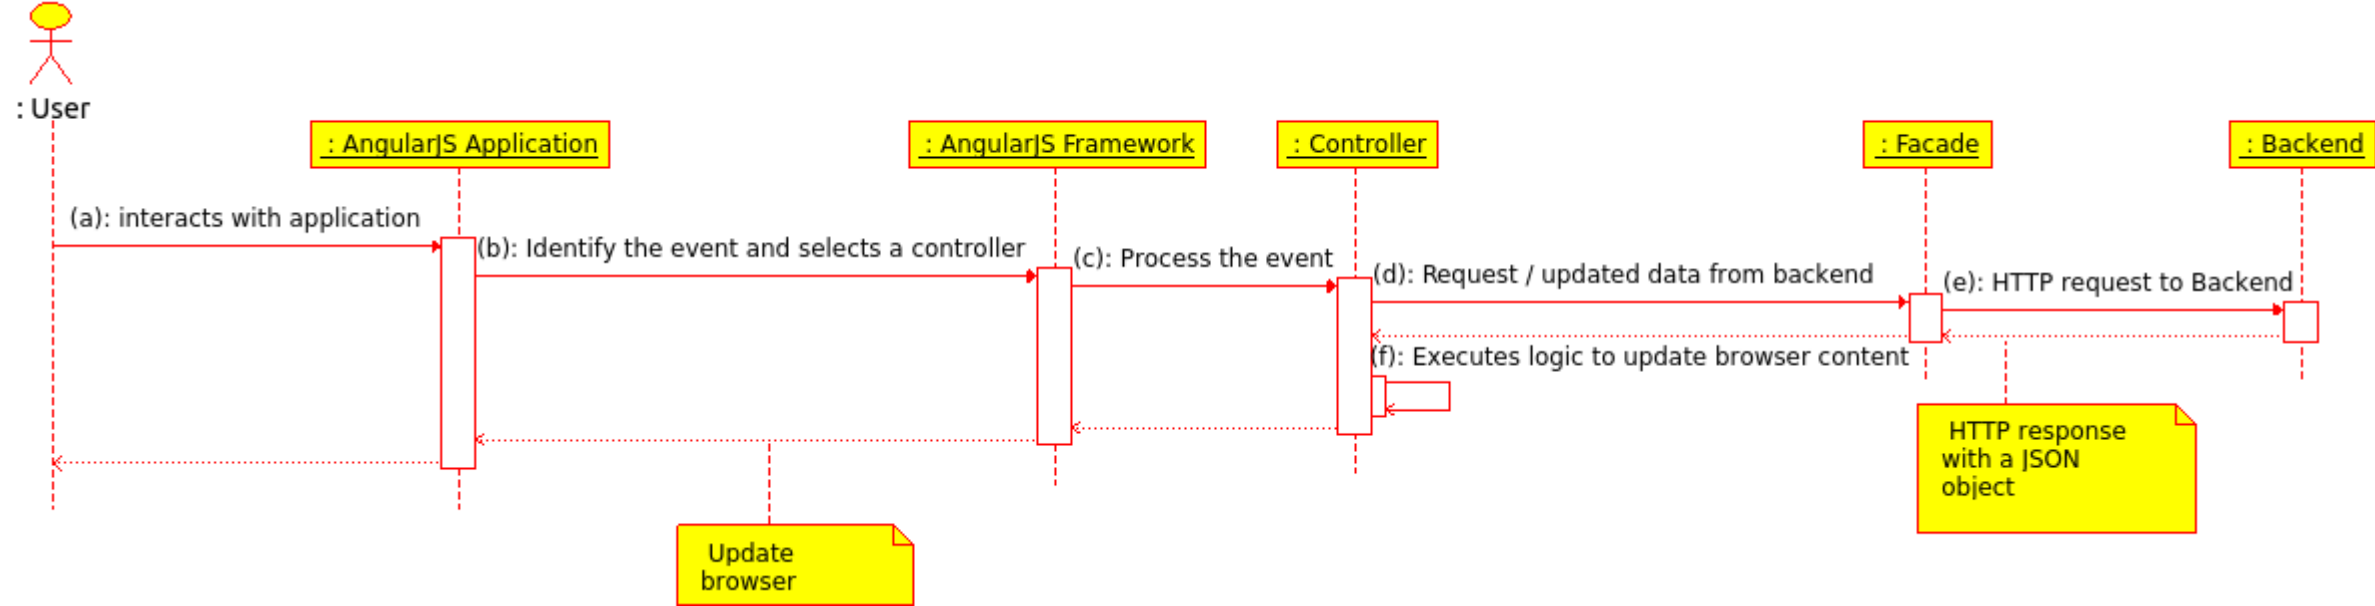 : User
: AngularJS Application
: AngularJS Framework
: Controller
: Facade
: Backend
(a): interacts with application
(b): Identify the event and selects a controller
(c): Process the event
(d): Request / updated data from backend
(e): HTTP request to Backend
(f): Executes logic to update browser content
HTTP response
with a JSON
object
Update
browser